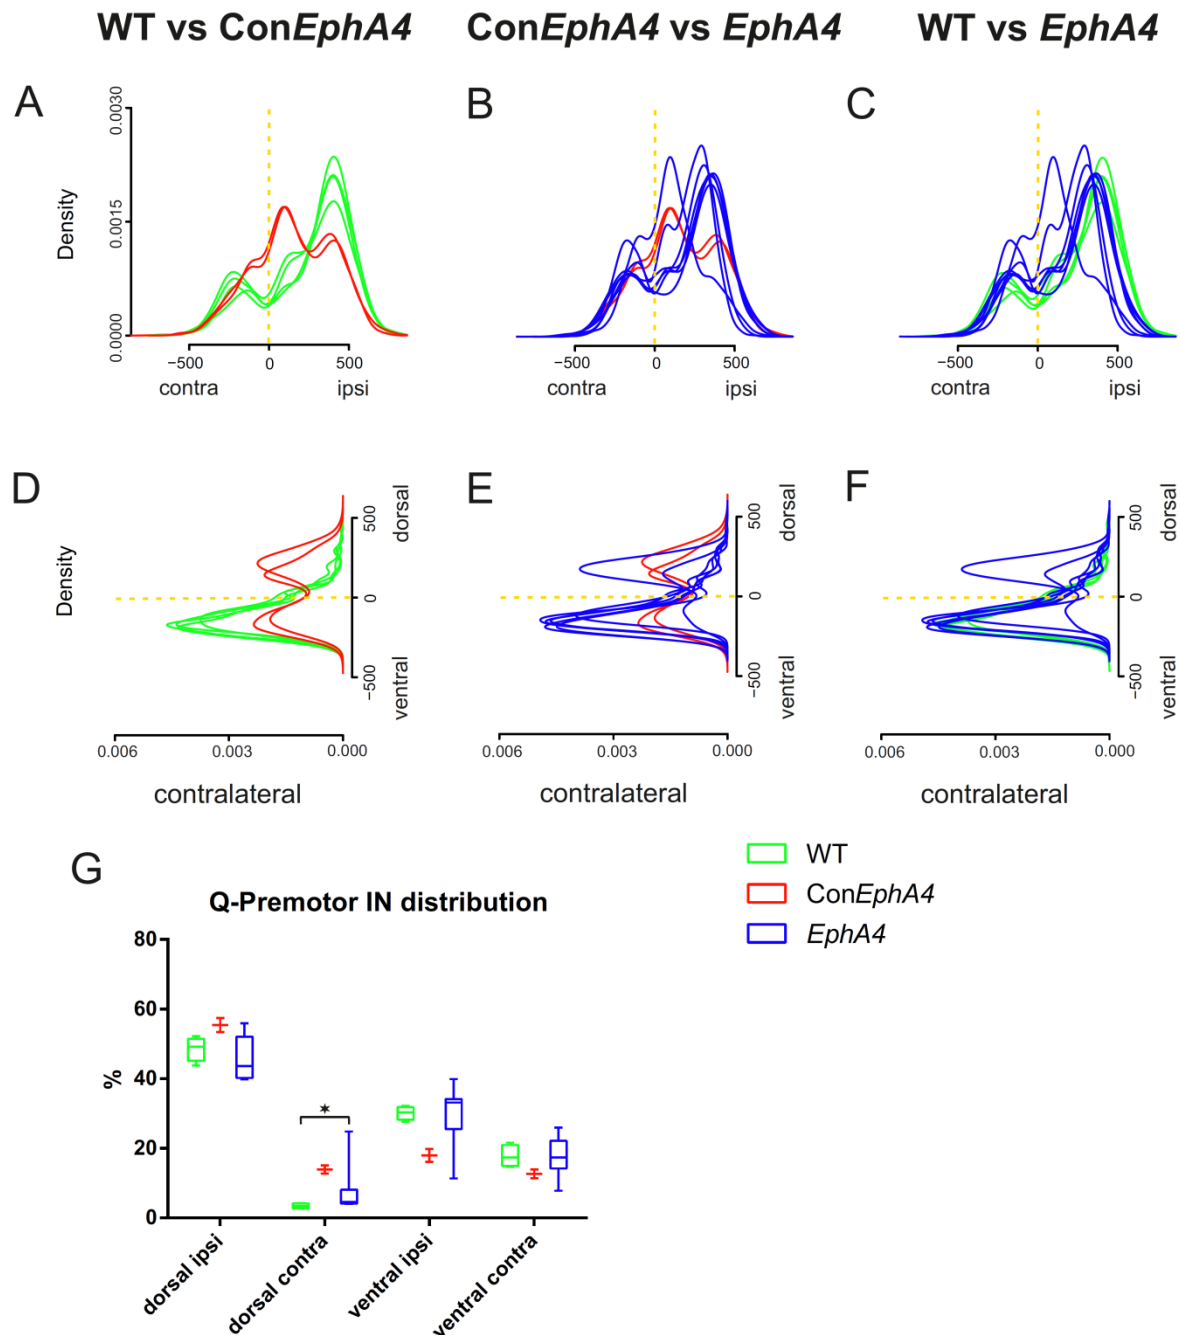 WT vs ConEphA4
ConEphA4 vs EphA4
WT vs EphA4
A
B
C
Density
0.0030
0.0015
0.0000
−500
0
500
contra
ipsi
−500
0
500
contra
ipsi
−500
0
500
contra
ipsi
D
E
F
Density
500
0
−500
dorsal
ventral
0.006
0.003
0.000
contralateral
500
0
−500
dorsal
ventral
0.006
0.003
0.000
contralateral
500
0
−500
dorsal
ventral
0.006
0.003
0.000
contralateral
G
Q-Premotor IN distribution
WT
ConEphA4
EphA4
%
80
60
40
20
0
*
dorsal ipsi
dorsal contra
ventral ipsi
ventral contra